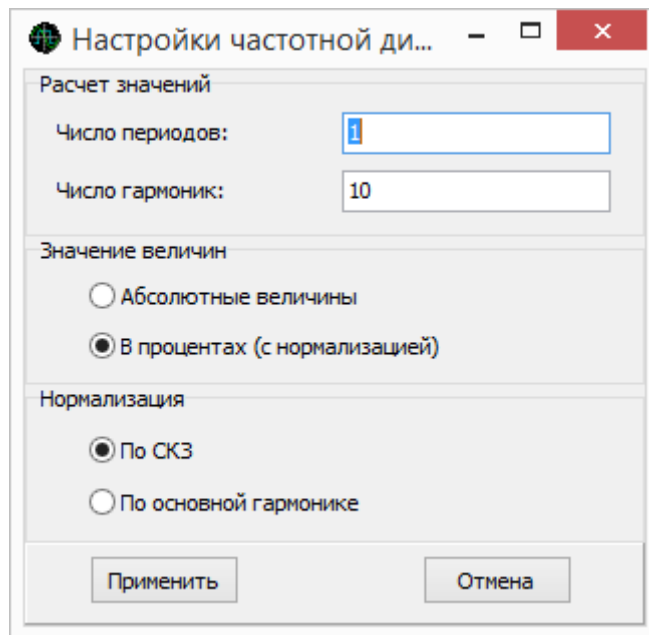 Настройки частотной ди...
Расчет значений
Число периодов: 1
Число гармоник: 10
Значение величин
Абсолютные величины
В процентах (с нормализацией)
Нормализация
По СКЗ
По основной гармонике
Применить Отмена